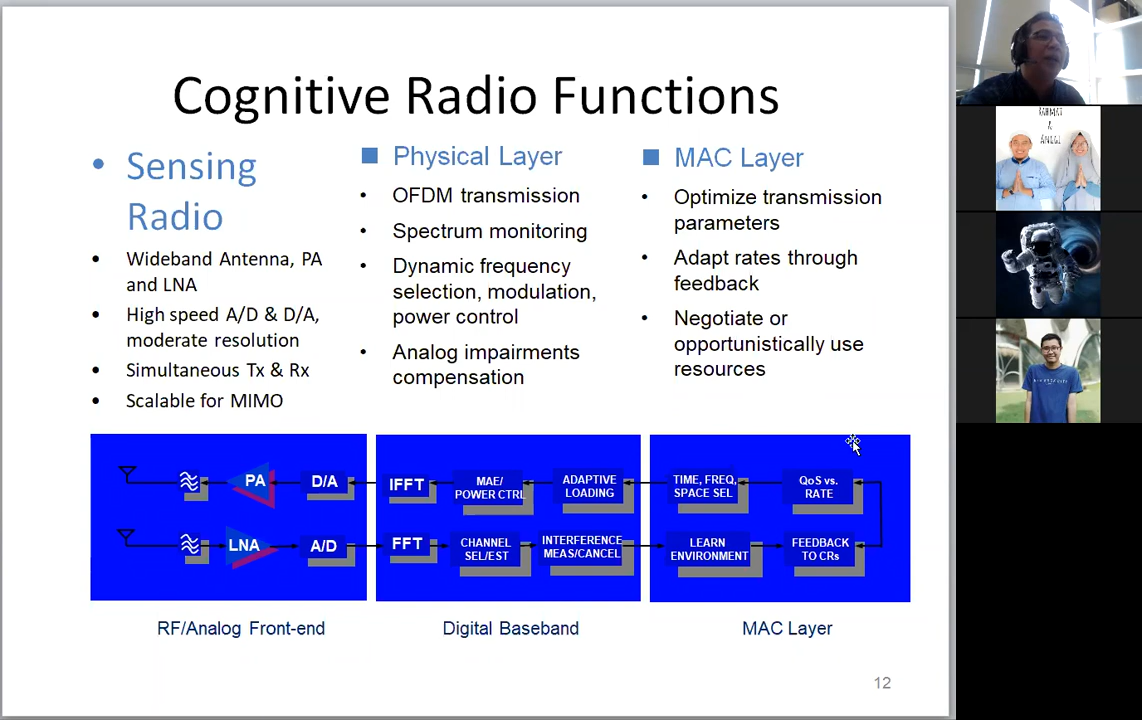 Cognitive Radio Functions
• Sensing
Radio
• Wideband Antenna, PA
and LNA
• High speed A/D & D/A,
moderate resolution
• Simultaneous Tx & Rx
• Scalable for MIMO
■ Physical Layer
• OFDM transmission
• Spectrum monitoring
• Dynamic frequency
selection, modulation,
power control
• Analog impairments
compensation
■ MAC Layer
• Optimize transmission
parameters
• Adapt rates through
feedback
• Negotiate or
opportunistically use
resources
PA
D/A
LNA
A/D
RF/Analog Front-end
IFFT
MAE/
POWER CTRL
ADAPTIVE
LOADING
FFT
CHANNEL
SEL/EST
INTERFERENCE
MEAS/CANCEL
Digital Baseband
TIME, FREQ,
SPACE SEL
QoS vs.
RATE
LEARN
ENVIRONMENT
FEEDBACK
TO CRs
MAC Layer
12
RAHMAT
&
ANGGI